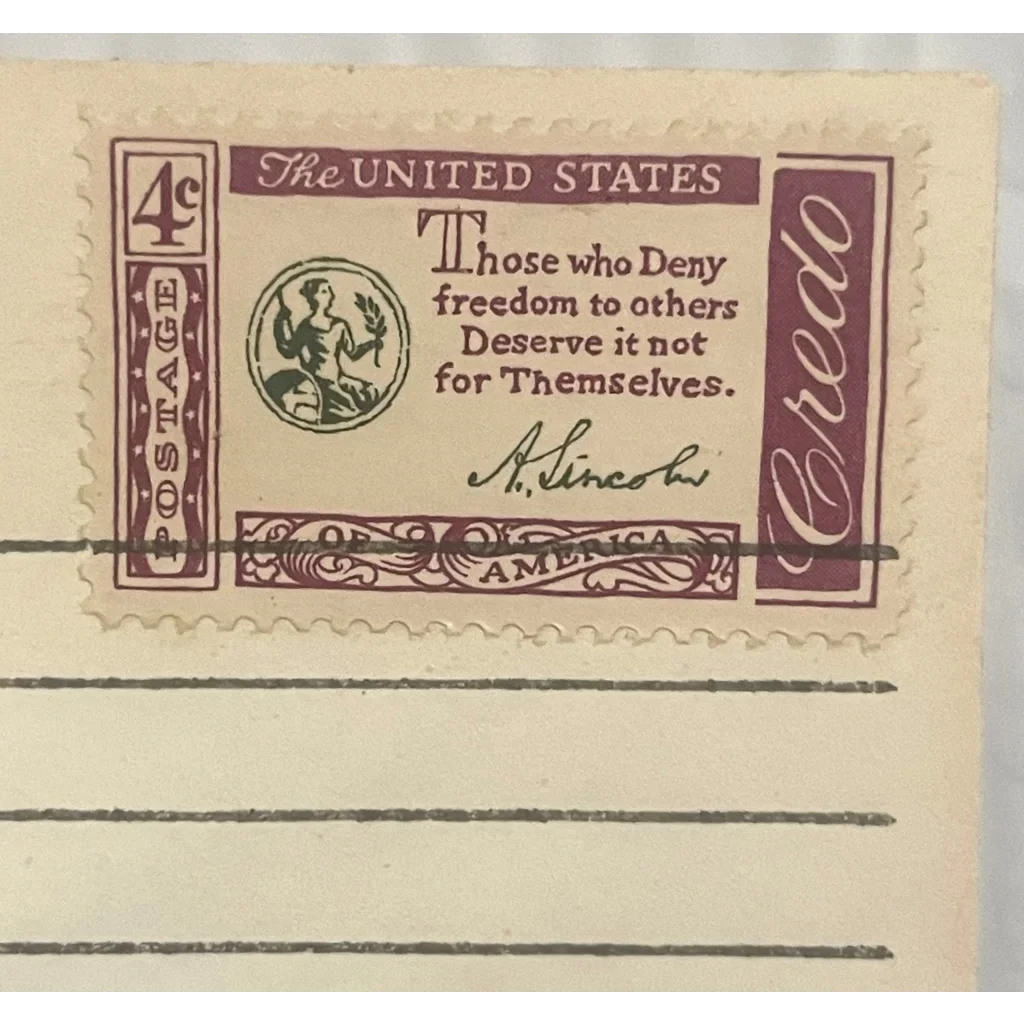 4c
POSTAGE
The UNITED STATES
Those who Deny
freedom to others
Deserve it not
for Themselves.
A. Lincoln
OF
AMERICA
Credo